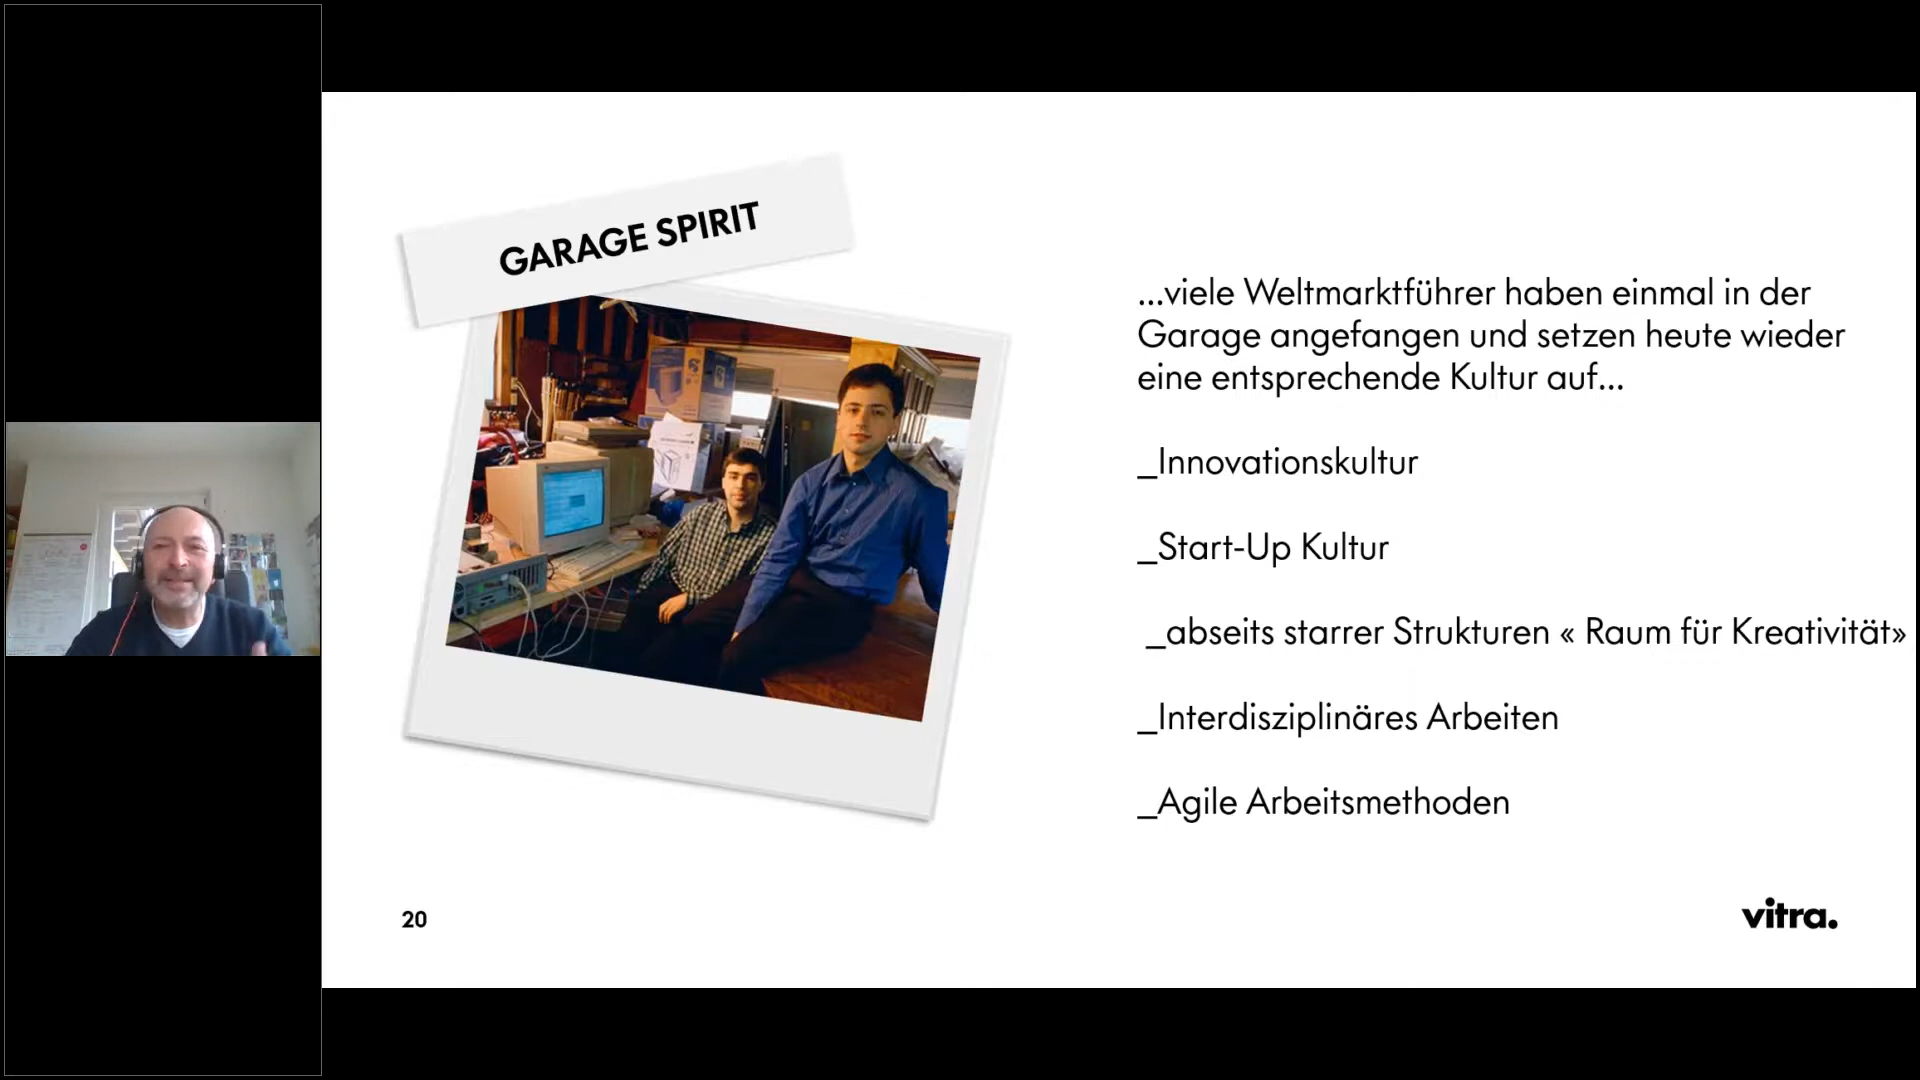 GARAGE SPIRIT
...viele Weltmarktführer haben einmal in der
Garage angefangen und setzen heute wieder
eine entsprechende Kultur auf...
_Innovationskultur
_Start-Up Kultur
_abseits starrer Strukturen « Raum für Kreativität»
_Interdisziplinäres Arbeiten
_Agile Arbeitsmethoden
20
vitra.